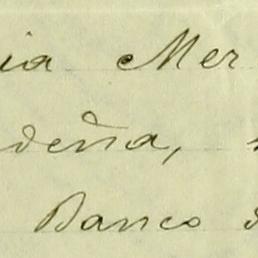 ia Mer
deña,
Banco d